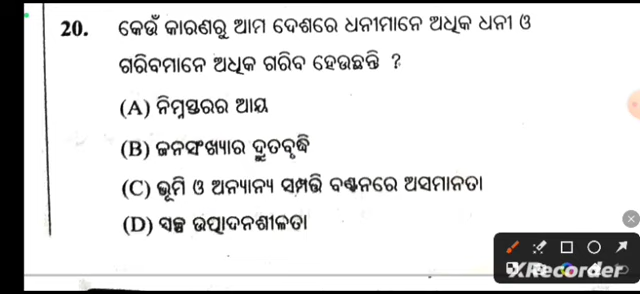 20. କେଉଁ କାରଣରୁ ଆମ ଦେଶରେ ଧନୀମାନେ ଅଧିକ ଧନୀ ଓ
ଗରିବମାନେ ଅଧିକ ଗରିବ ହେଉଛନ୍ତି ?
(A) ନିମ୍ନସ୍ତରର ଆୟ
(B) ଜନସଂଖ୍ୟାର ଦ୍ରୁତବୃଦ୍ଧି
(C) ଭୂମି ଓ ଅନ୍ୟାନ୍ୟ ସମ୍ପତ୍ତି ବଣ୍ଟନରେ ଅସମାନତା
(D) ସ୍ୱଳ୍ପ ଉତ୍ପାଦନଶୀଳତା
XRecorder